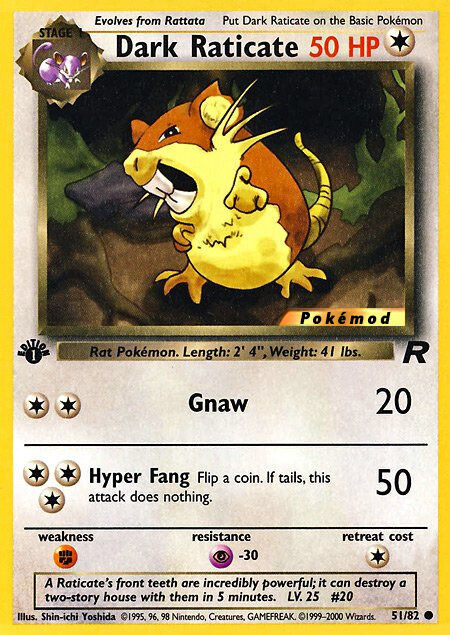 Evolves from Rattata Put Dark Raticate on the Basic Pokémon
STAGE 1
Dark Raticate 50 HP
Pokémod
EDITION
1
Rat Pokémon. Length: 2' 4", Weight: 41 lbs.
R
Gnaw 20
Hyper Fang Flip a coin. If tails, this
attack does nothing.
50
weakness resistance retreat cost
-30
A Raticate's front teeth are incredibly powerful; it can destroy a
two-story house with them in 5 minutes. LV. 25 #20
Illus. Shin-ichi Yoshida ©1995, 96, 98 Nintendo, Creatures, GAMEFREAK. ©1999-2000 Wizards. 51/82